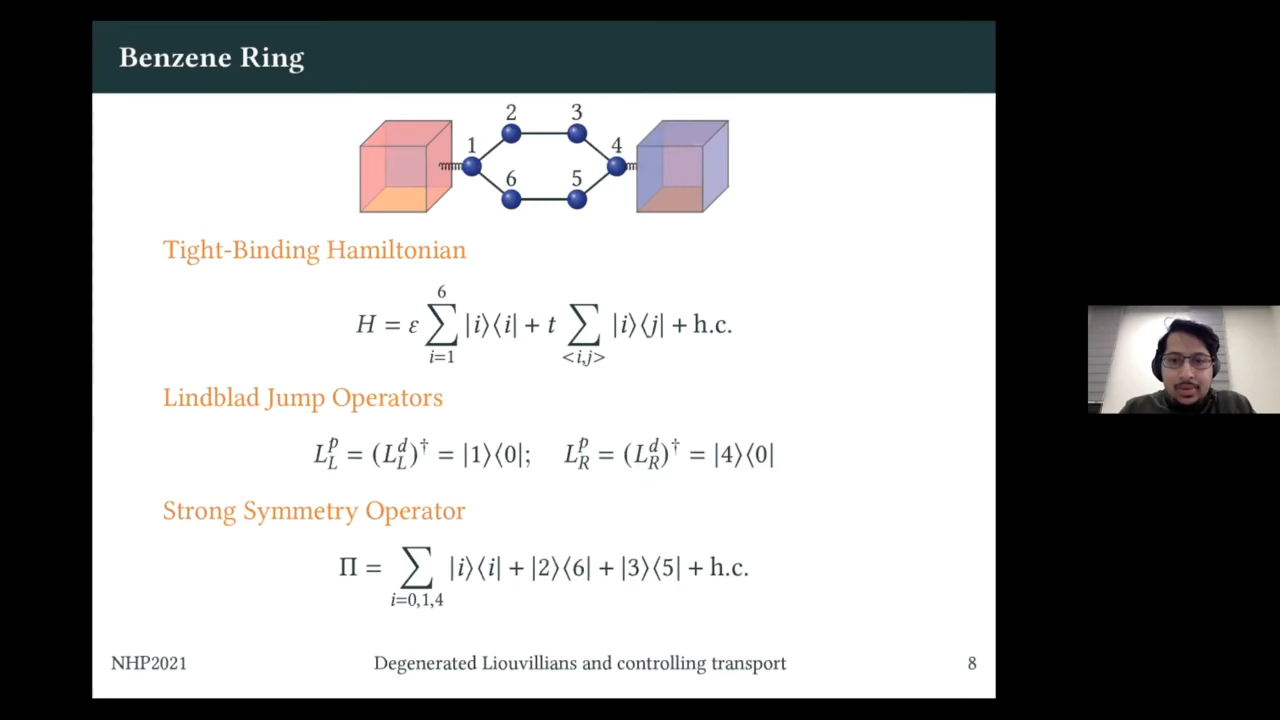 Benzene Ring
2 3
1 4
6 5
Tight-Binding Hamiltonian
H = ε ∑_{i=1}^{6} |i⟩⟨i| + t ∑_{<i,j>} |i⟩⟨j| + h.c.
Lindblad Jump Operators
L_L^p = (L_L^d)^† = |1⟩⟨0|; L_R^p = (L_R^d)^† = |4⟩⟨0|
Strong Symmetry Operator
Π = ∑_{i=0,1,4} |i⟩⟨i| + |2⟩⟨6| + |3⟩⟨5| + h.c.
NHP2021 Degenerated Liouvillians and controlling transport 8